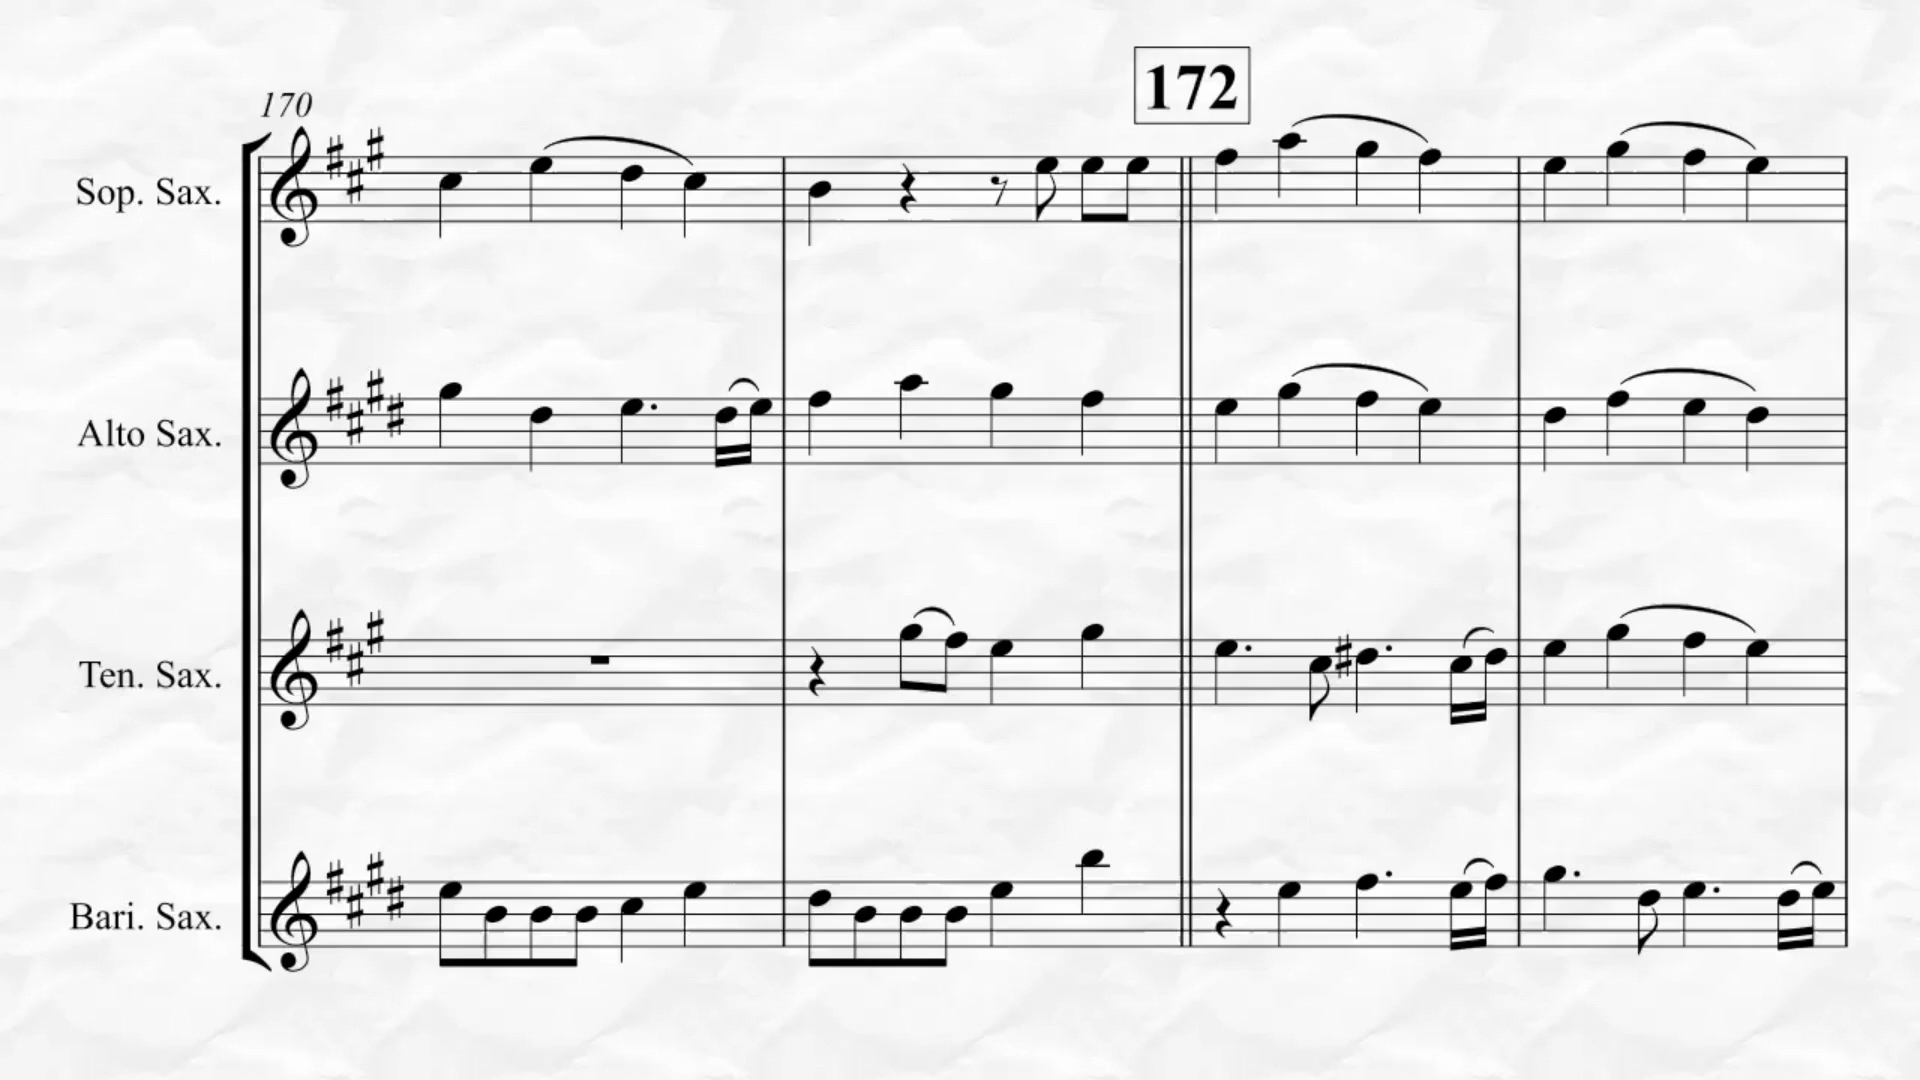 172
170
Sop. Sax.
Alto Sax.
Ten. Sax.
Bari. Sax.